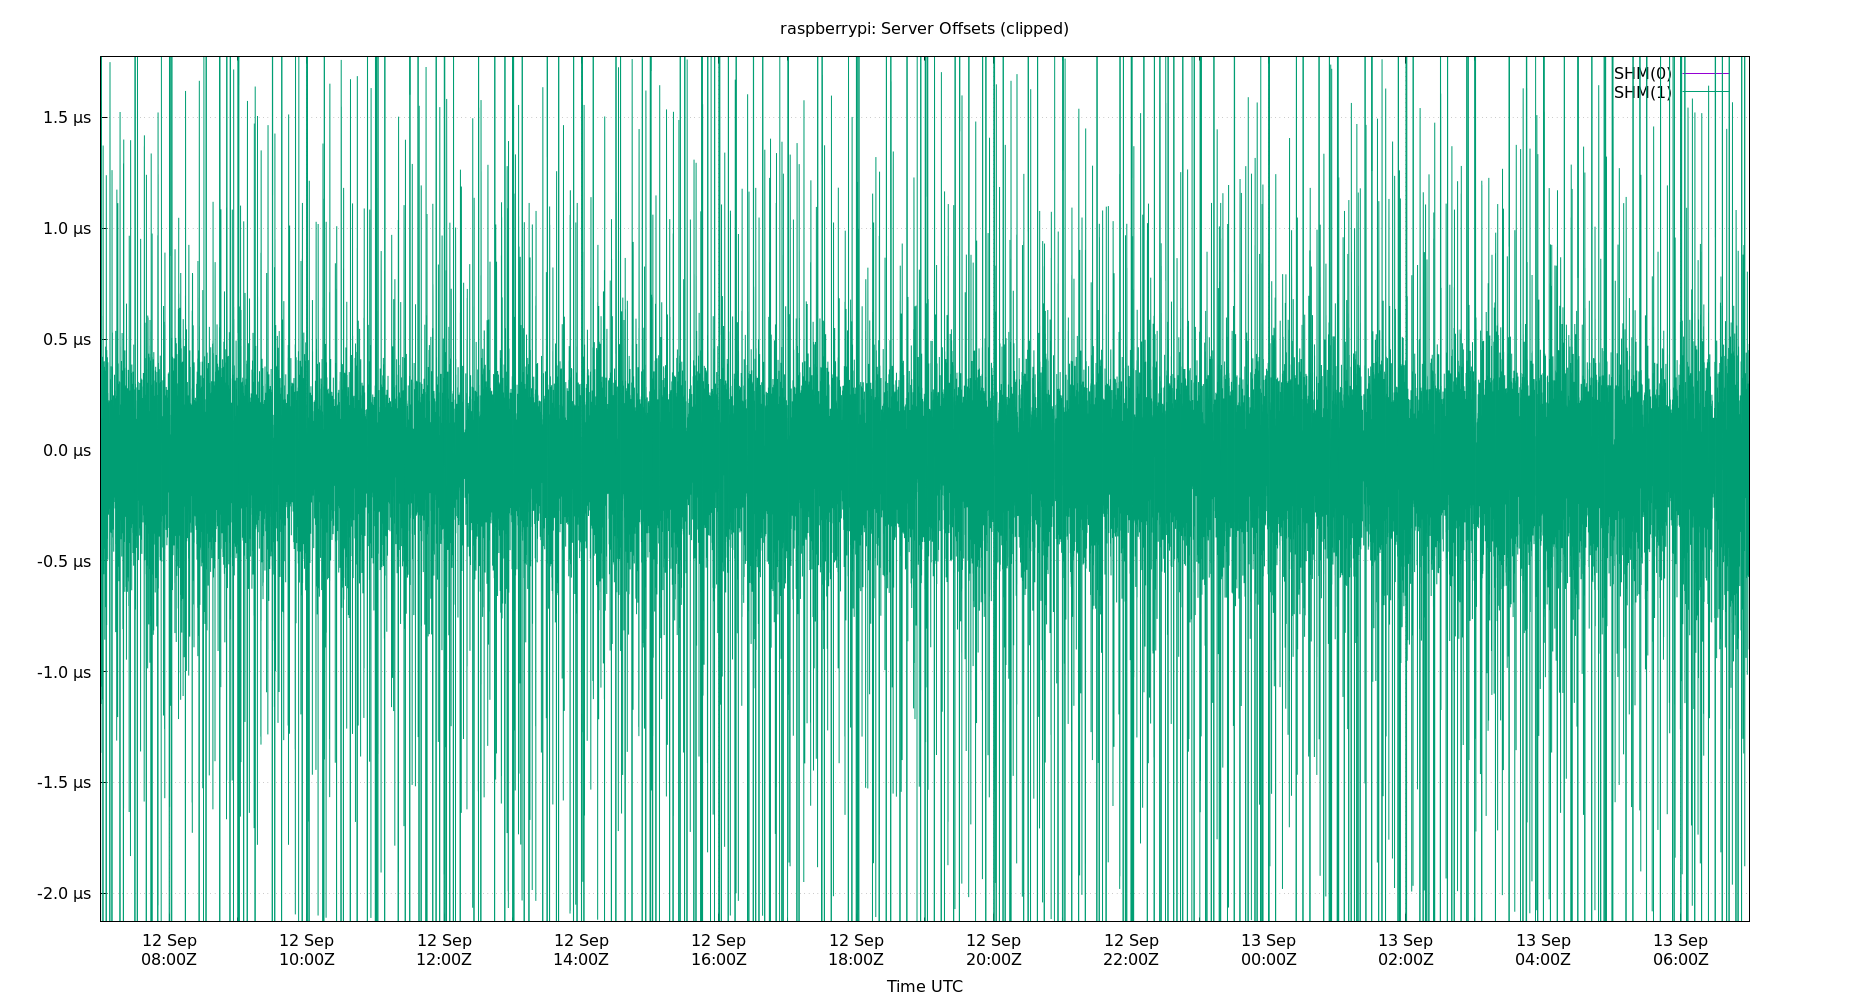 raspberrypi: Server Offsets (clipped)
SHM(0)
SHM(1)
1.5 µs
1.0 µs
0.5 µs
0.0 µs
-0.5 µs
-1.0 µs
-1.5 µs
-2.0 µs
12 Sep 12 Sep 12 Sep 12 Sep 12 Sep 12 Sep 12 Sep 12 Sep 13 Sep 13 Sep 13 Sep 13 Sep
08:00Z 10:00Z 12:00Z 14:00Z 16:00Z 18:00Z 20:00Z 22:00Z 00:00Z 02:00Z 04:00Z 06:00Z
Time UTC